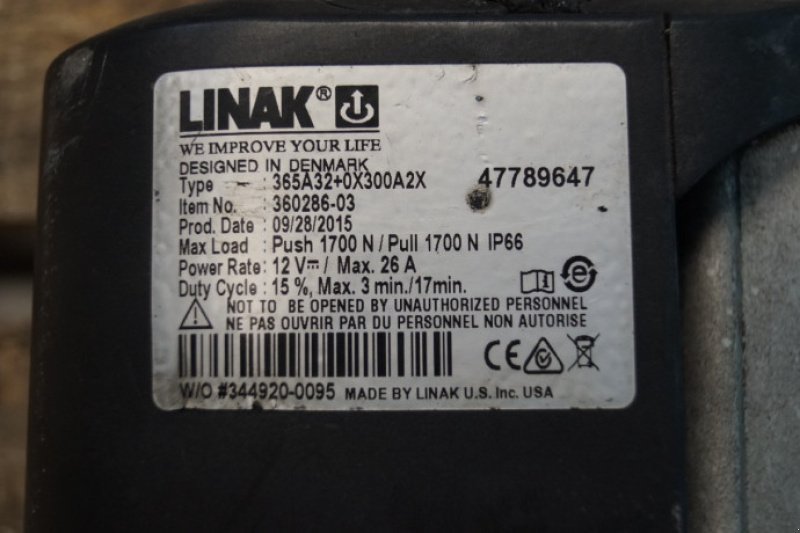 LINAK®
WE IMPROVE YOUR LIFE
DESIGNED IN DENMARK
Type : 365A32+0X300A2X 47789647
Item No. : 360286-03
Prod. Date : 09/28/2015
Max Load : Push 1700 N / Pull 1700 N IP66
Power Rate : 12 V⎓ / Max. 26 A
Duty Cycle : 15 %, Max. 3 min./17min.
NOT TO BE OPENED BY UNAUTHORIZED PERSONNEL
NE PAS OUVRIR PAR DU PERSONNEL NON AUTORISE
CE
W/O #344920-0095 MADE BY LINAK U.S. Inc. USA